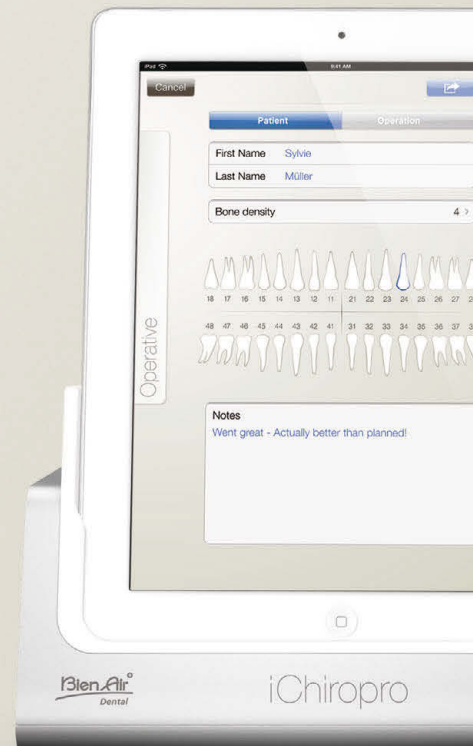 iPad
9:41 AM
Cancel
Patient
Operation
First Name Sylvie
Last Name Müller
Bone density 4 >
18 17 16 15 14 13 12 11 21 22 23 24 25 26 27
48 47 46 45 44 43 42 41 31 32 33 34 35 36 37
Operative
Notes
Went great - Actually better than planned!
Bien Air
Dental
iChiropro